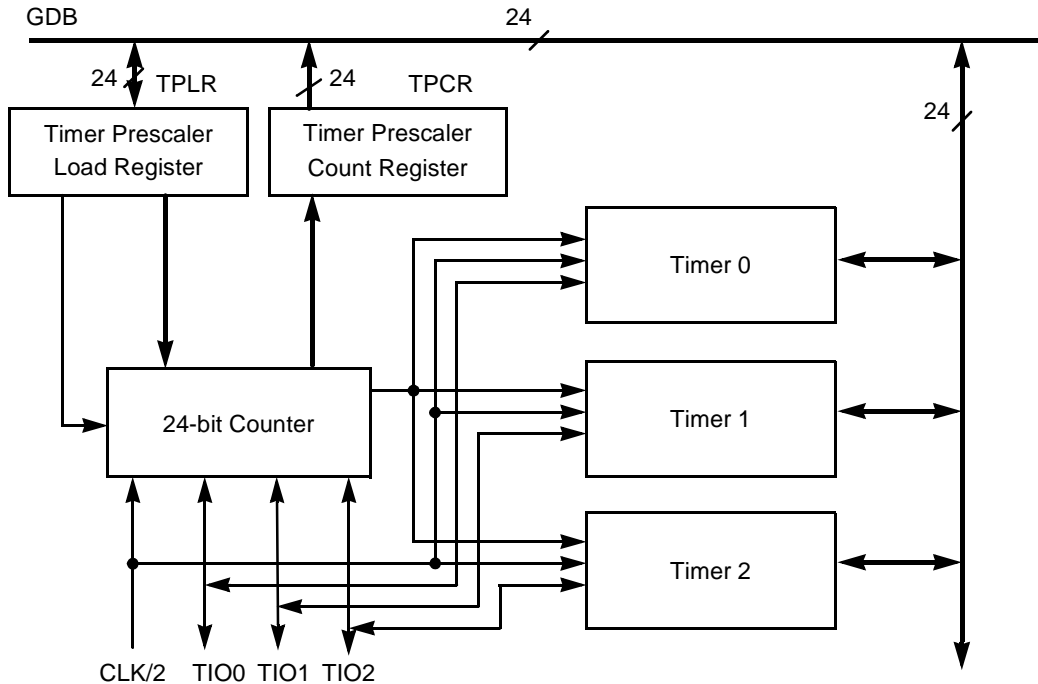 GDB
24
24
TPLR
24
TPCR
24
Timer Prescaler
Load Register
Timer Prescaler
Count Register
Timer 0
24-bit Counter
Timer 1
Timer 2
CLK/2
TIO0
TIO1
TIO2